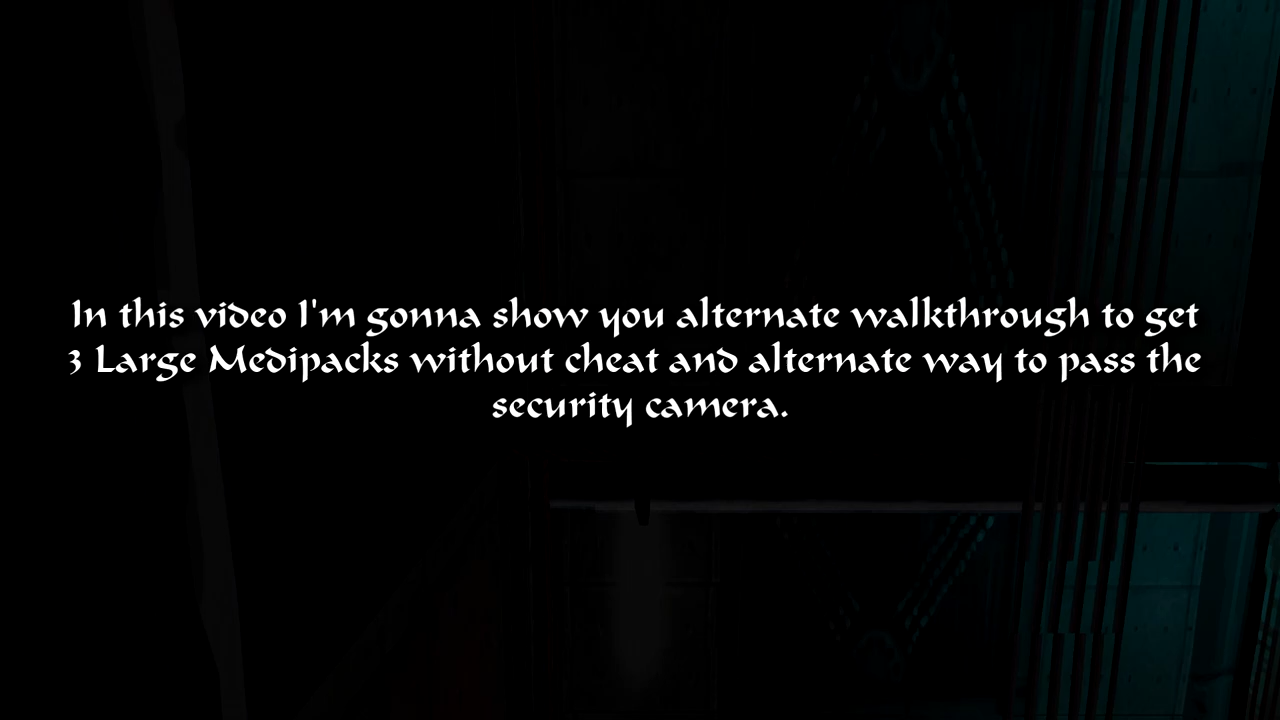 In this video I'm gonna show you alternate walkthrough to get
3 Large Medipacks without cheat and alternate way to pass the
security camera.